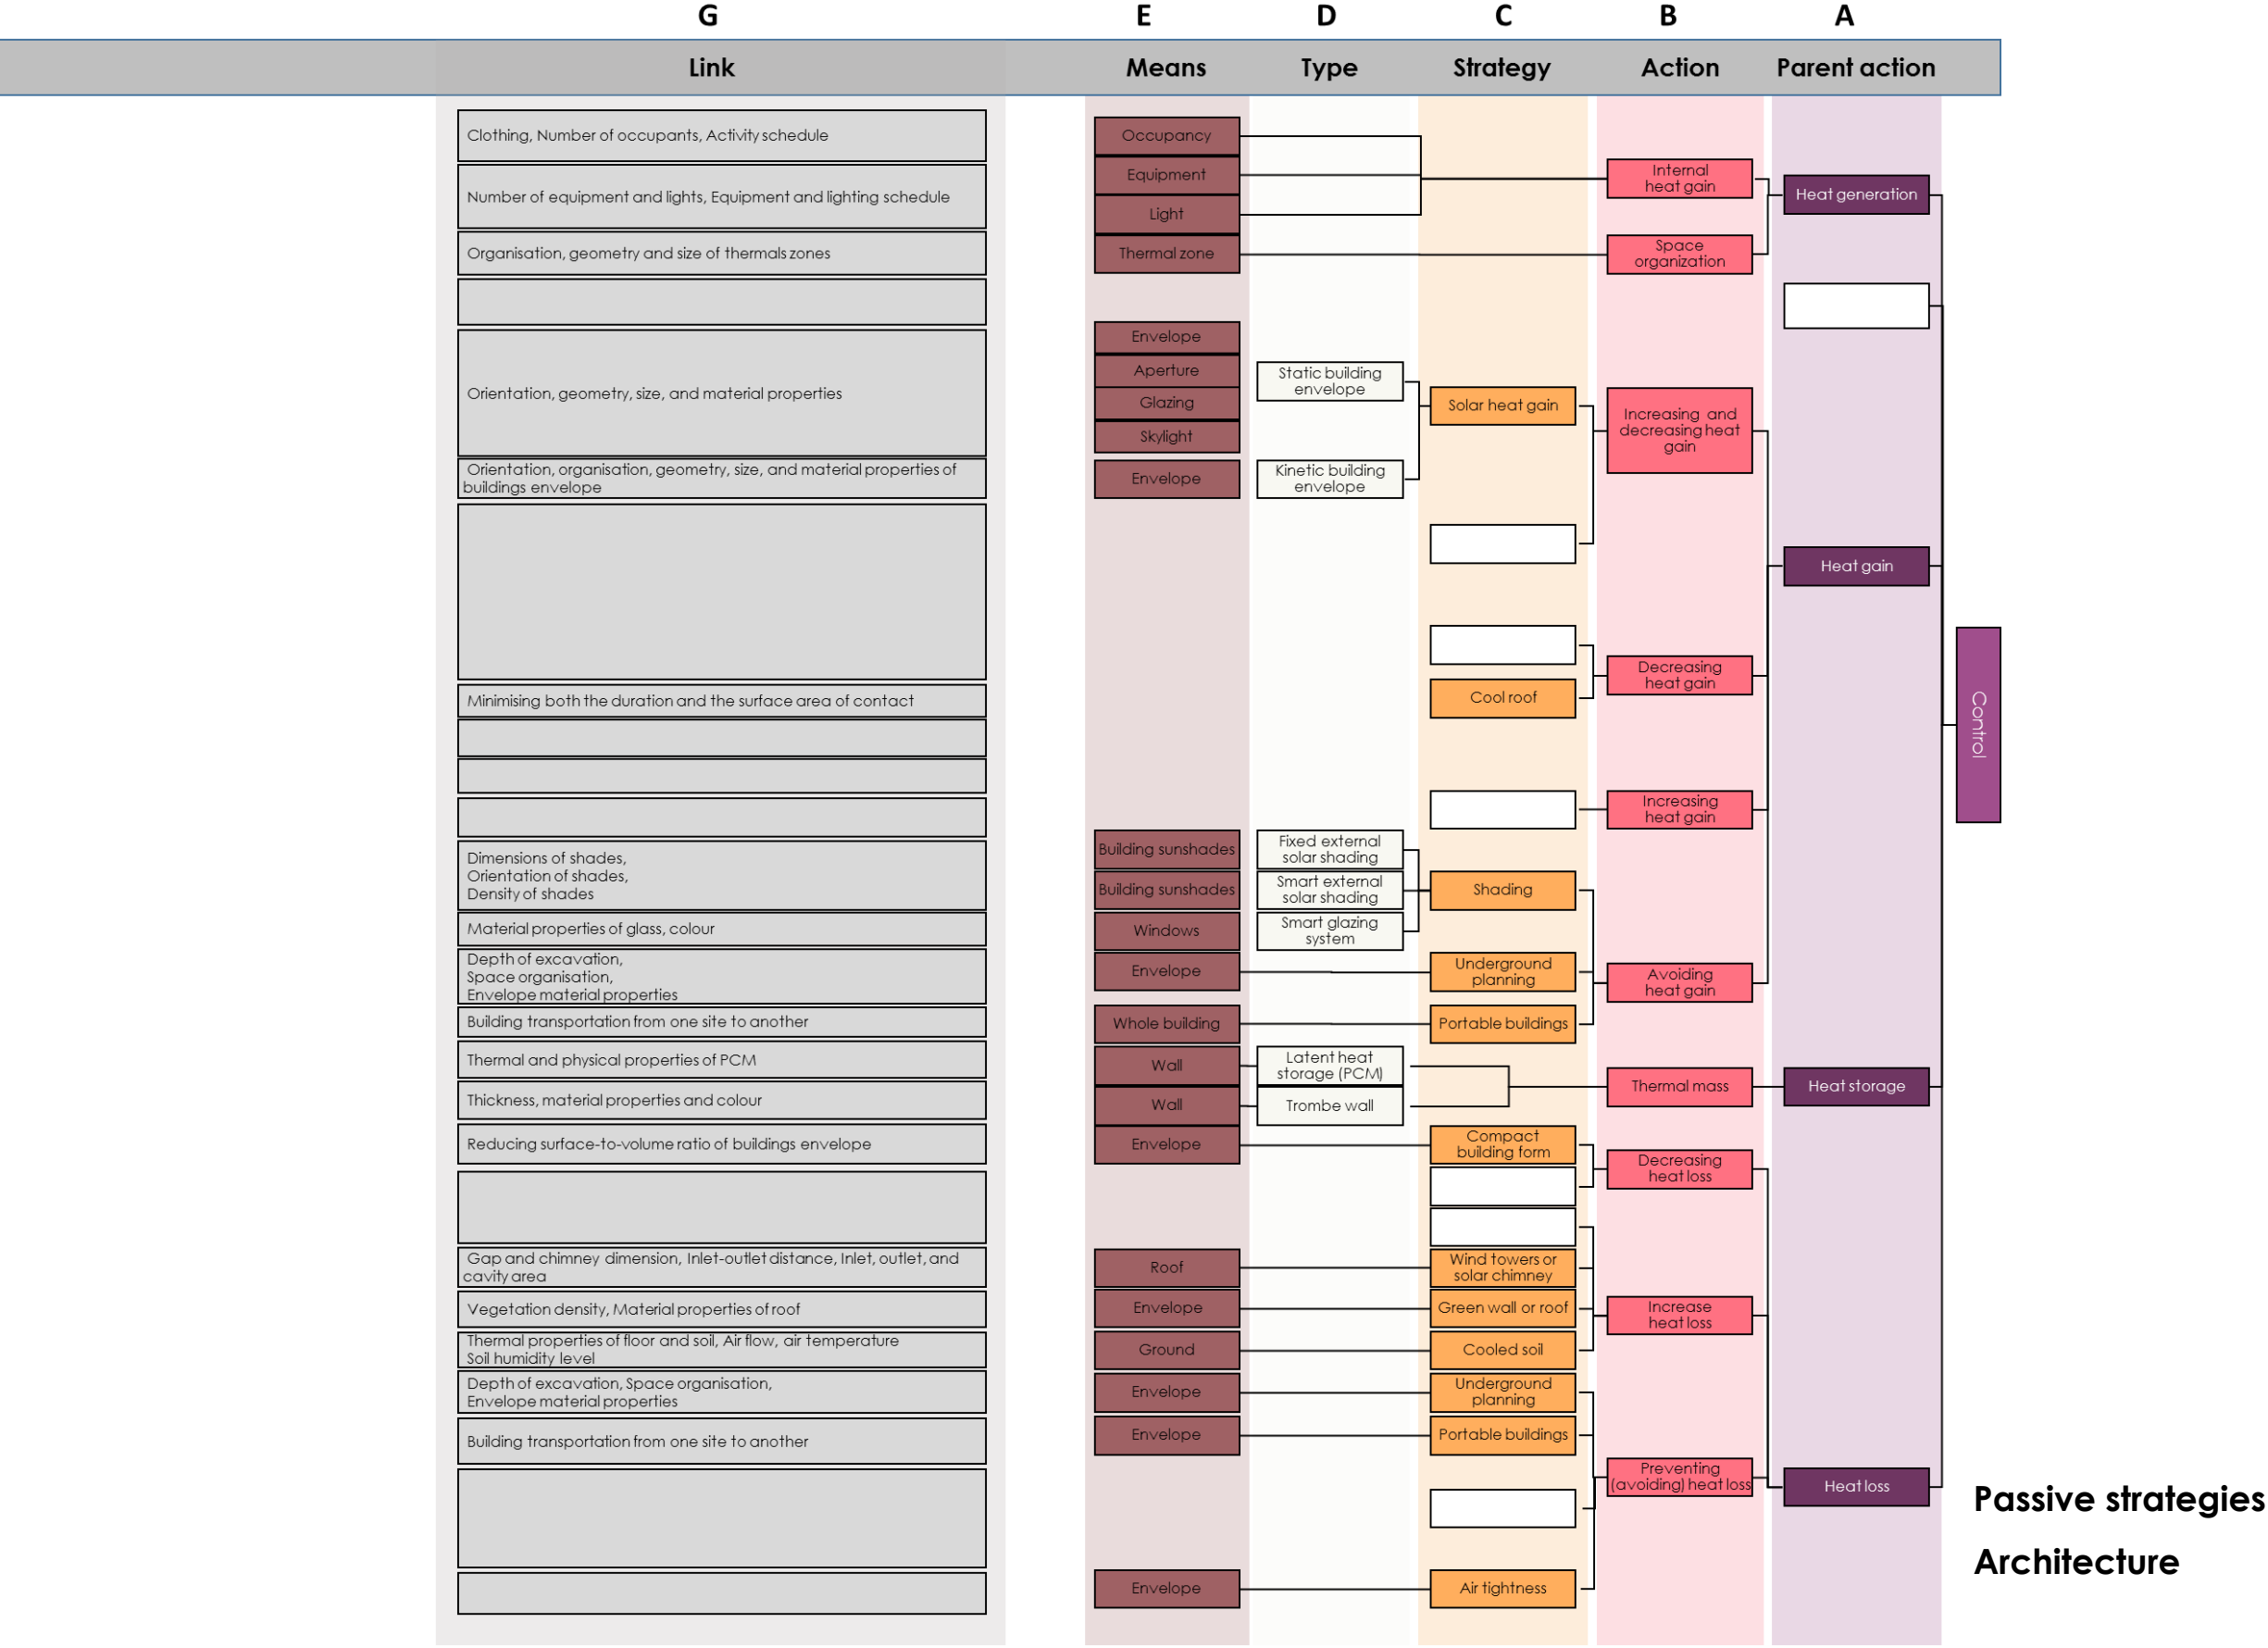 G
E
D
C
B
A
Link
Means
Type
Strategy
Action
Parent action
Clothing, Number of occupants, Activity schedule
Number of equipment and lights, Equipment and lighting schedule
Organisation, geometry and size of thermals zones
Orientation, geometry, size, and material properties
Orientation, organisation, geometry, size, and material properties of
buildings envelope
Minimising both the duration and the surface area of contact
Dimensions of shades,
Orientation of shades,
Density of shades
Material properties of glass, colour
Depth of excavation,
Space organisation,
Envelope material properties
Building transportation from one site to another
Thermal and physical properties of PCM
Thickness, material properties and colour
Reducing surface-to-volume ratio of buildings envelope
Gap and chimney dimension, Inlet-outlet distance, Inlet, outlet, and
cavity area
Vegetation density, Material properties of roof
Thermal properties of floor and soil, Air flow, air temperature
Soil humidity level
Depth of excavation, Space organisation,
Envelope material properties
Building transportation from one site to another
Occupancy
Equipment
Light
Thermal zone
Envelope
Aperture
Glazing
Skylight
Envelope
Building sunshades
Building sunshades
Windows
Envelope
Whole building
Wall
Wall
Envelope
Roof
Envelope
Ground
Envelope
Envelope
Envelope
Static building
envelope
Kinetic building
envelope
Fixed external
solar shading
Smart external
solar shading
Smart glazing
system
Latent heat
storage (PCM)
Trombe wall
Solar heat gain
Cool roof
Shading
Underground
planning
Portable buildings
Compact
building form
Wind towers or
solar chimney
Green wall or roof
Cooled soil
Underground
planning
Portable buildings
Air tightness
Internal
heat gain
Space
organization
Increasing and
decreasing heat
gain
Decreasing
heat gain
Increasing
heat gain
Avoiding
heat gain
Thermal mass
Decreasing
heat loss
Increase
heat loss
Preventing
(avoiding) heat loss
Heat generation
Heat gain
Heat storage
Heat loss
Control
Passive strategies
Architecture